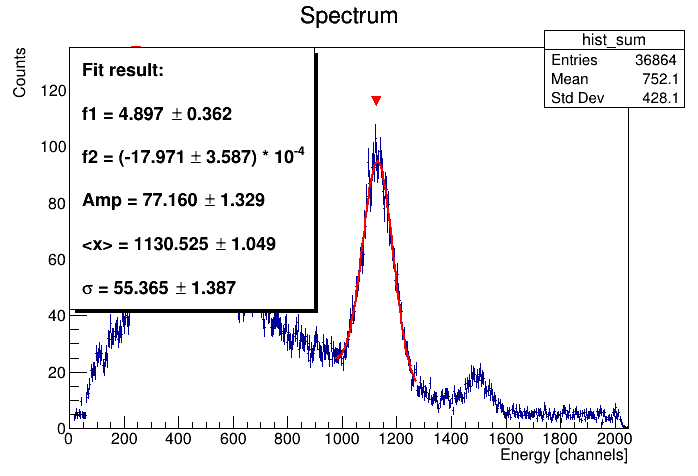 Spectrum
hist_sum
Entries 36864
Mean 752.1
Std Dev 428.1
Counts
Fit result:
f1 = 4.897 ± 0.362
f2 = (-17.971 ± 3.587) * 10⁻⁴
Amp = 77.160 ± 1.329
<x> = 1130.525 ± 1.049
σ = 55.365 ± 1.387
120
100
80
60
40
20
0
0 200 400 600 800 1000 1200 1400 1600 1800 2000
Energy [channels]